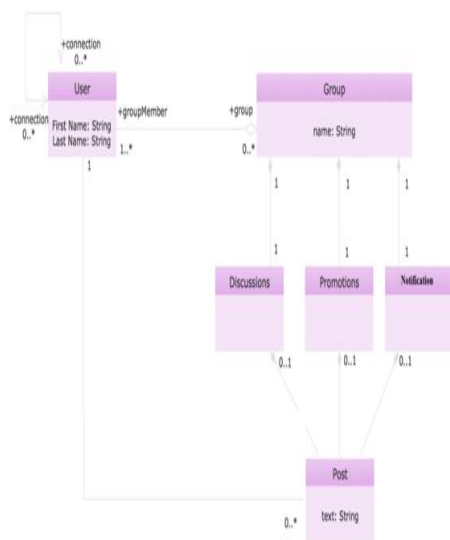 +connection
0..*
User
Group
+connection
0..*
First Name: String
Last Name: String
+groupMember
1..*
+group
0..*
name: String
1
1
1
1
1
1
1
Discussions
Promotions
Notification
0..1
0..1
0..1
Post
text: String
0..*